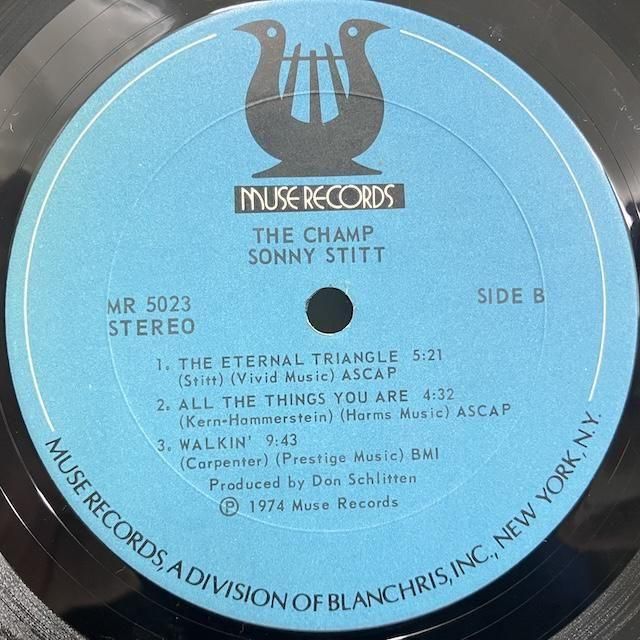 MUSE RECORDS
THE CHAMP
SONNY STITT
MR 5023
STEREO
SIDE B
1. THE ETERNAL TRIANGLE 5:21
(Stitt) (Vivid Music) ASCAP
2. ALL THE THINGS YOU ARE 4:32
(Kern-Hammerstein) (Harms Music) ASCAP
3. WALKIN' 9:43
(Carpenter) (Prestige Music) BMI
Produced by Don Schlitten
Ⓟ 1974 Muse Records
MUSE RECORDS, A DIVISION OF BLANCHRIS, INC., NEW YORK, N.Y.